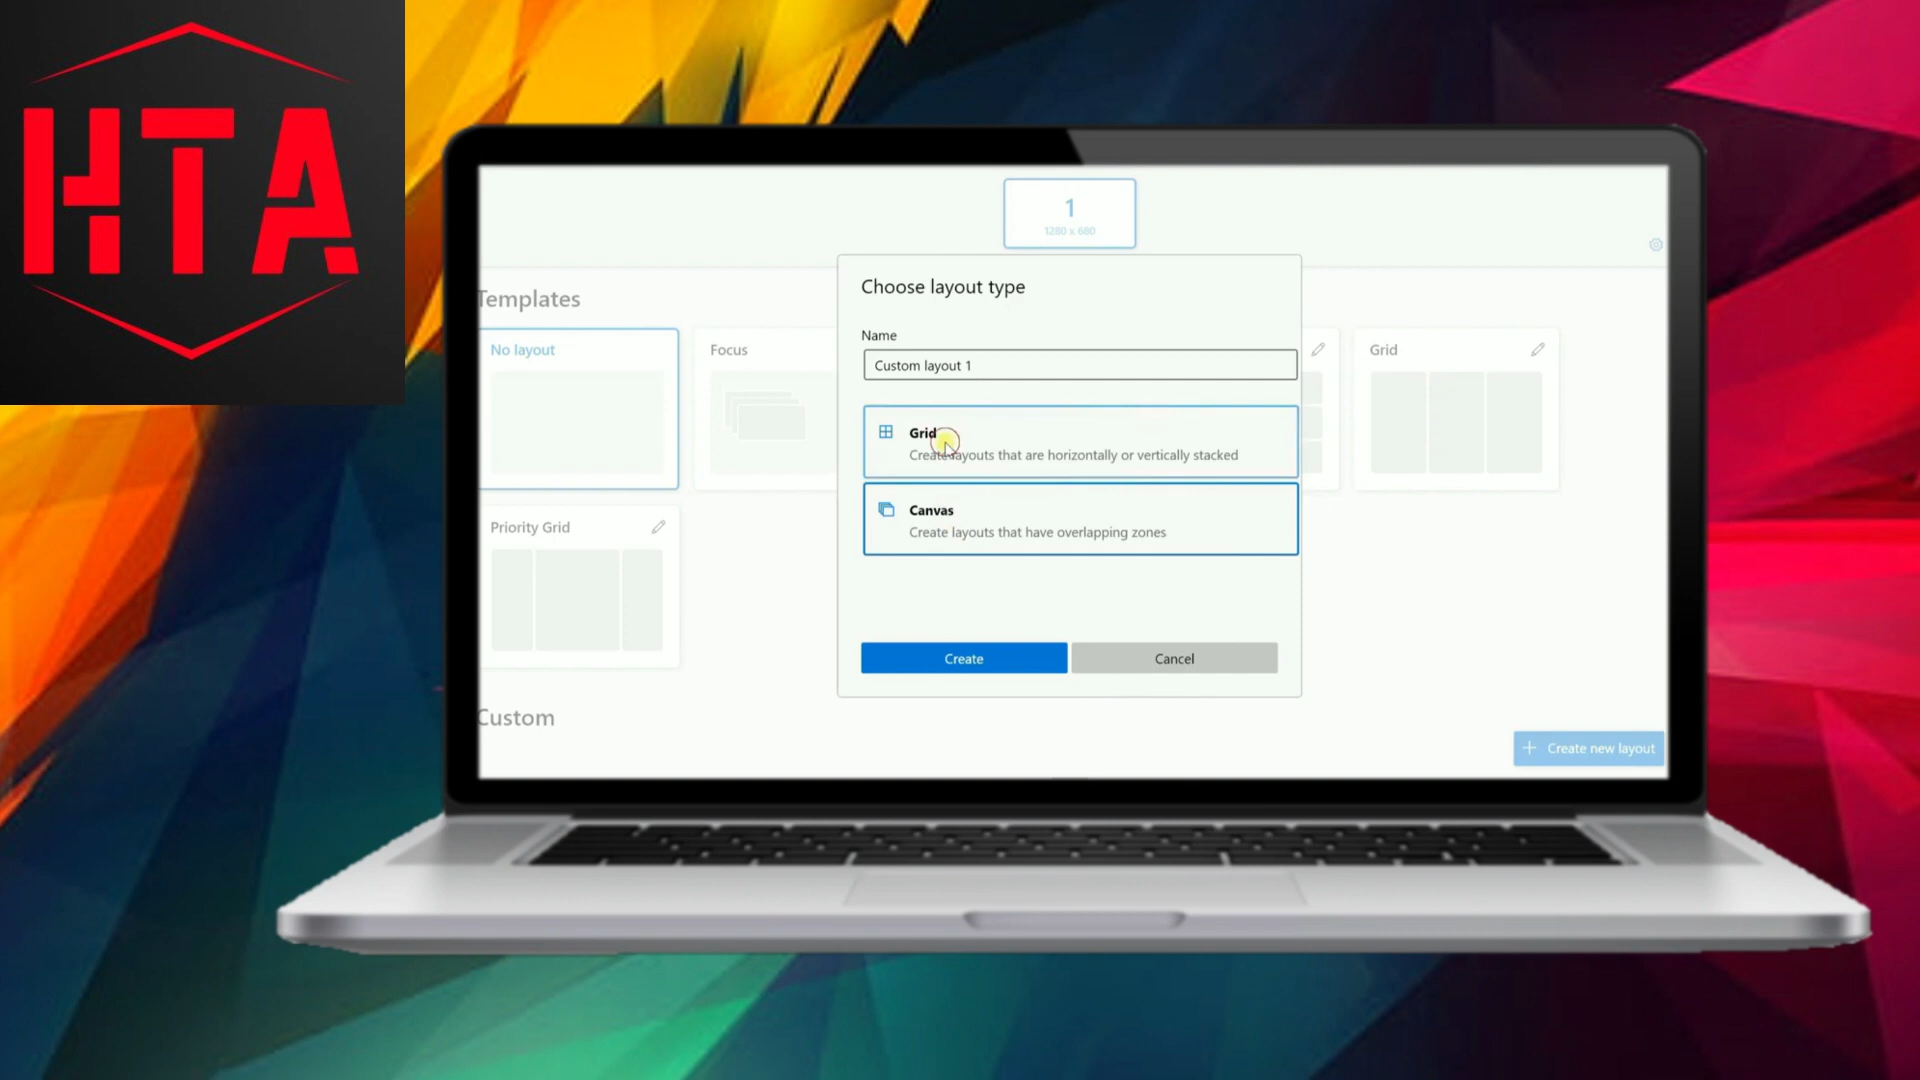 HTA
1
1280 x 680
Templates
No layout
Focus
Grid
Priority Grid
Custom
Create new layout
Choose layout type
Name
Custom layout 1
Grid
Create layouts that are horizontally or vertically stacked
Canvas
Create layouts that have overlapping zones
Create
Cancel